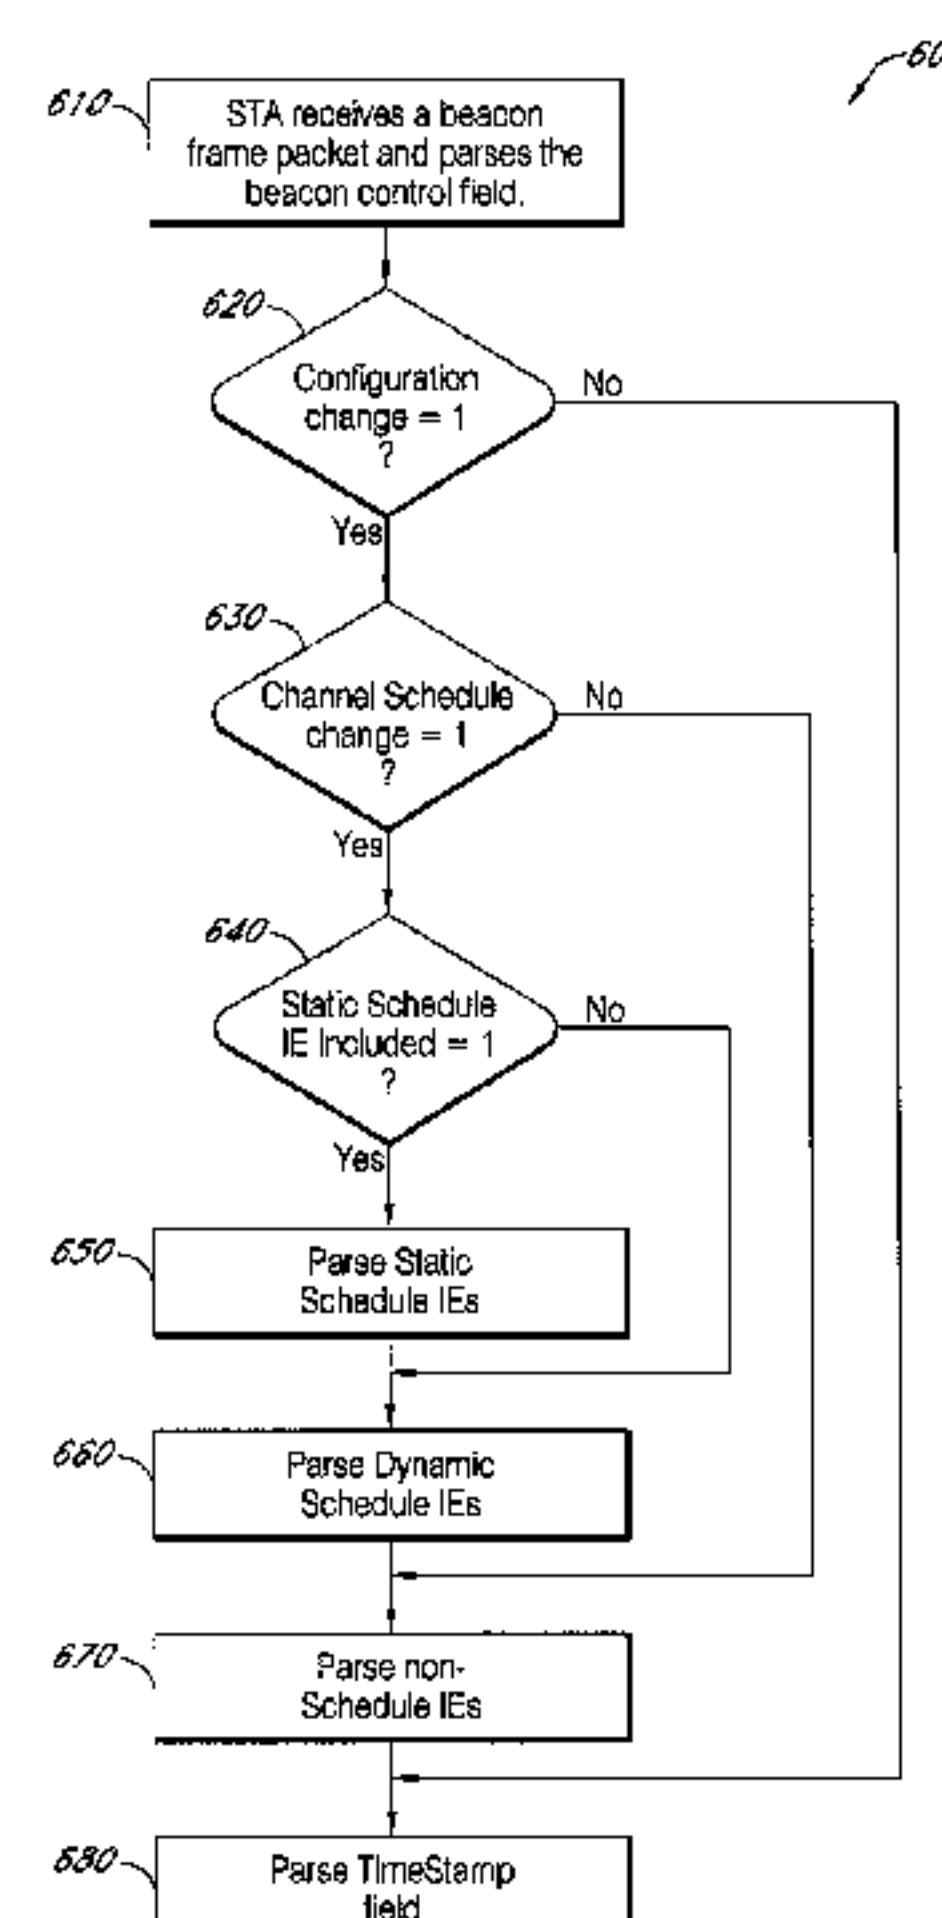 60
610
STA receives a beacon
frame packet and parses the
beacon control field.
620
Configuration
change = 1
?
No
Yes
630
Channel Schedule
change = 1
?
No
Yes
640
Static Schedule
IE Included = 1
?
No
Yes
650
Parse Static
Schedule IEs
660
Parse Dynamic
Schedule IEs
670
Parse non-
Schedule IEs
680
Parse TimeStamp
field